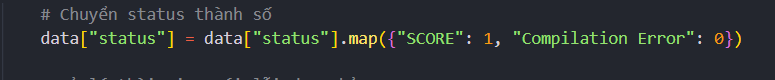 # Chuyển status thành số
data["status"] = data["status"].map({"SCORE": 1, "Compilation Error": 0})